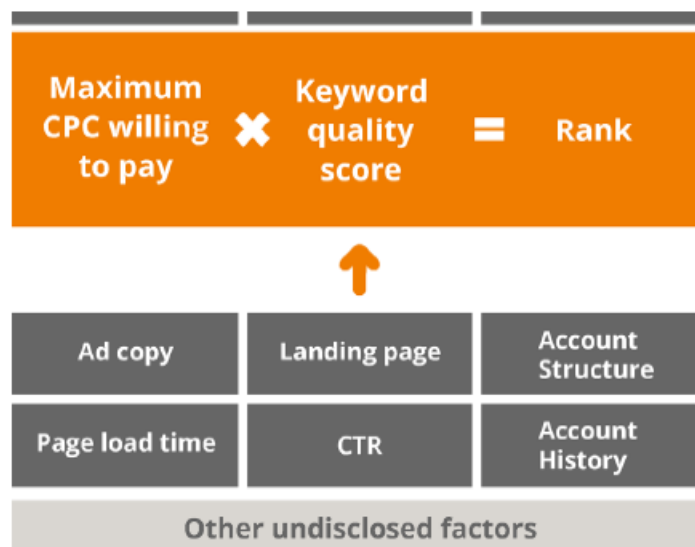 Maximum
CPC willing
to pay
✖
Keyword
quality
score
=
Rank
Ad copy
Landing page
Account
Structure
Page load time
CTR
Account
History
Other undisclosed factors